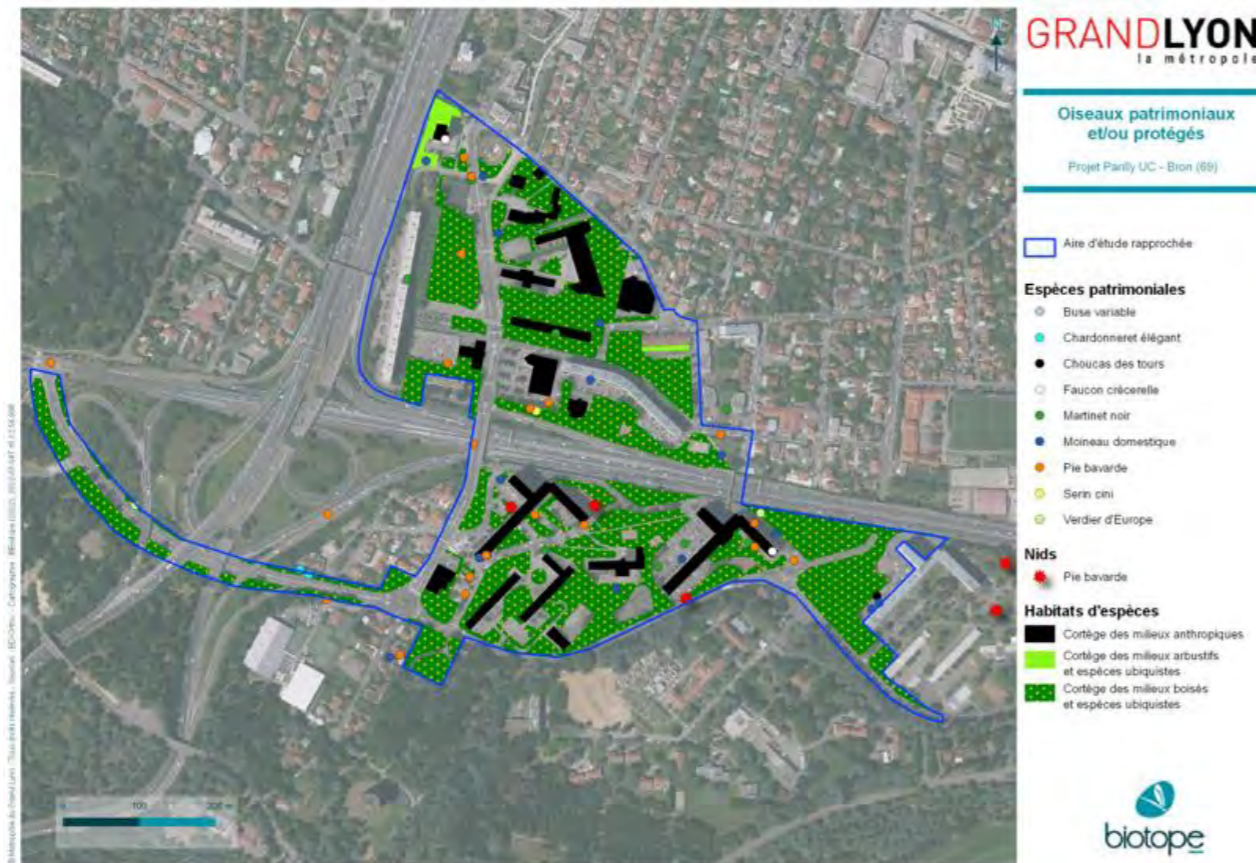 N
GRANDLYON
la métropole
Oiseaux patrimoniaux
et/ou protégés
Projet Parilly UC - Bron (69)
Aire d'étude rapprochée
Espèces patrimoniales
Buse variable
Chardonneret élégant
Choucas des tours
Faucon crécerelle
Martinet noir
Moineau domestique
Pie bavarde
Serin cini
Verdier d'Europe
Nids
Pie bavarde
Habitats d'espèces
Cortège des milieux anthropiques
Cortège des milieux arbustifs
et espèces ubiquistes
Cortège des milieux boisés
et espèces ubiquistes
0 100 200 m
biotope